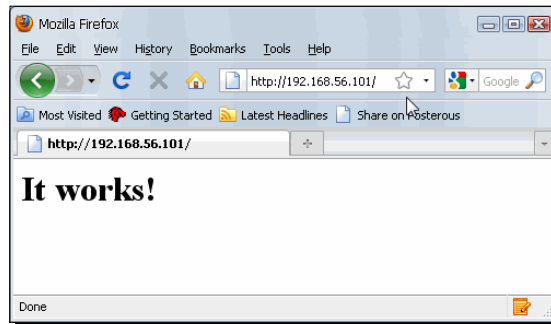 Mozilla Firefox
File Edit View History Bookmarks Tools Help
http://192.168.56.101/ Google
Most Visited Getting Started Latest Headlines Share on Posterous
http://192.168.56.101/
It works!
Done